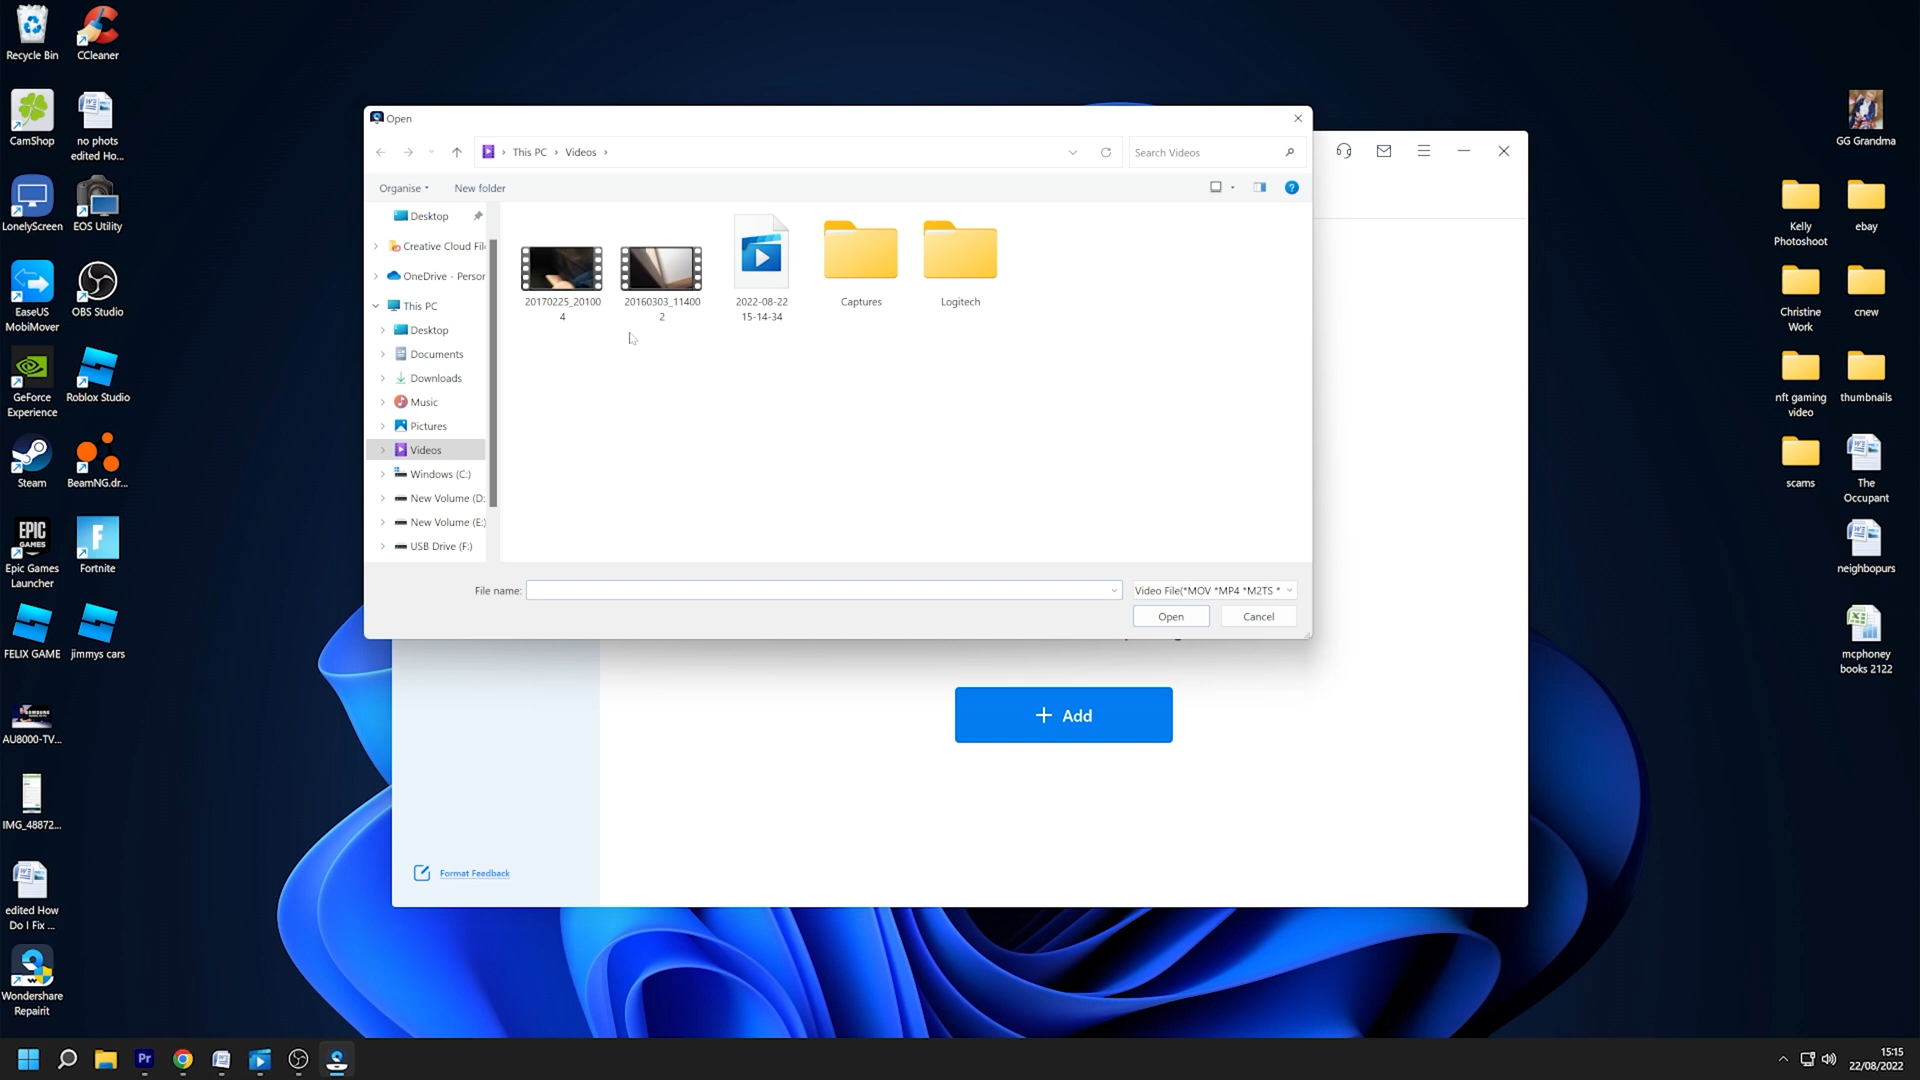 Recycle Bin
CCleaner
CamShop
no phots
edited Ho...
LonelyScreen
EOS Utility
EaseUS
MobiMover
OBS Studio
GeForce
Experience
Roblox Studio
Steam
BeamNG.dr...
EPIC
GAMES
Epic Games
Launcher
Fortnite
FELIX GAME
jimmys cars
AU8000-TV...
IMG_48872...
edited How
Do I Fix ...
Wondershare
Repairit
Open
This PC
Videos
Search Videos
Organise
New folder
Desktop
Creative Cloud Fil
OneDrive - Person
This PC
Desktop
Documents
Downloads
Music
Pictures
Videos
Windows (C:)
New Volume (D:
New Volume (E:)
USB Drive (F:)
20170225_20100
4
20160303_11400
2
2022-08-22
15-14-34
Captures
Logitech
File name:
Video File(*MOV *MP4 *M2TS *
Open
Cancel
+ Add
Format Feedback
GG Grandma
Kelly
Photoshoot
ebay
Christine
Work
cnew
nft gaming
video
thumbnails
scams
The
Occupant
neighbopurs
mcphoney
books 2122
Pr
15:15
22/08/2022